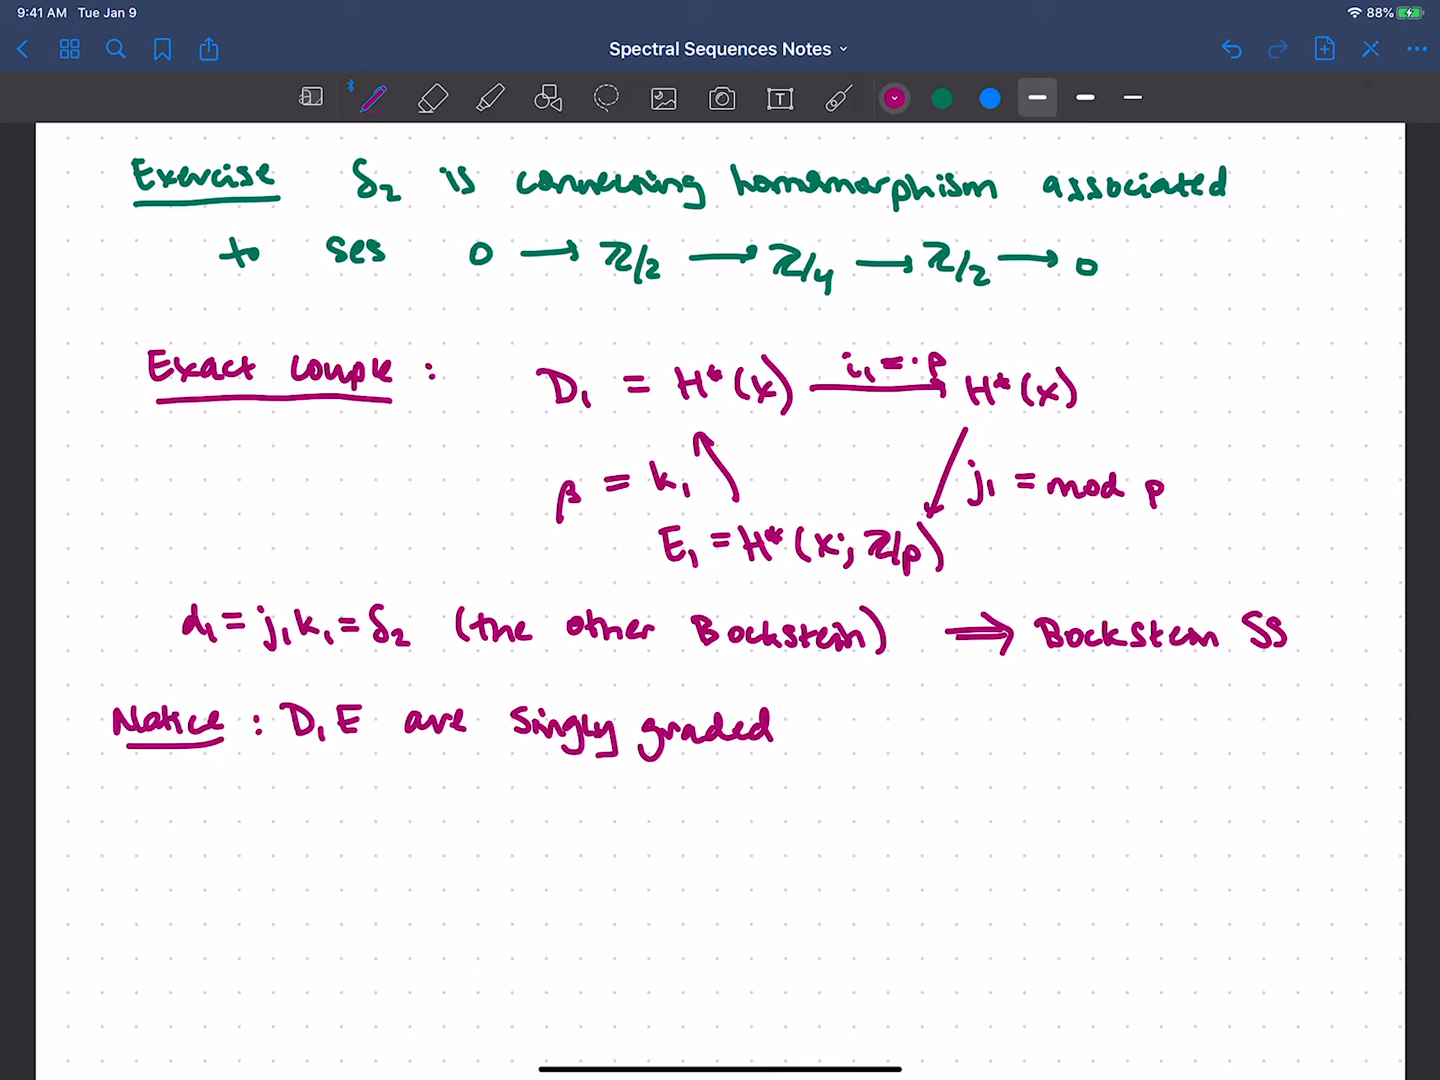 9:41 AM Tue Jan 9
88%
Spectral Sequences Notes
Exercise δ₂ is connecting homomorphism associated
to ses 0 → ℤ/2 → ℤ/4 → ℤ/2 → 0
Exact couple : D₁ = H*(X) → H*(X)
i₁ = ·p
β = k₁
j₁ = mod p
E₁ = H*(X; ℤ/p)
d₁ = j₁k₁ = δ₂ (the other Bockstein) ⟹ Bockstein SS
Notice : D, E are singly graded